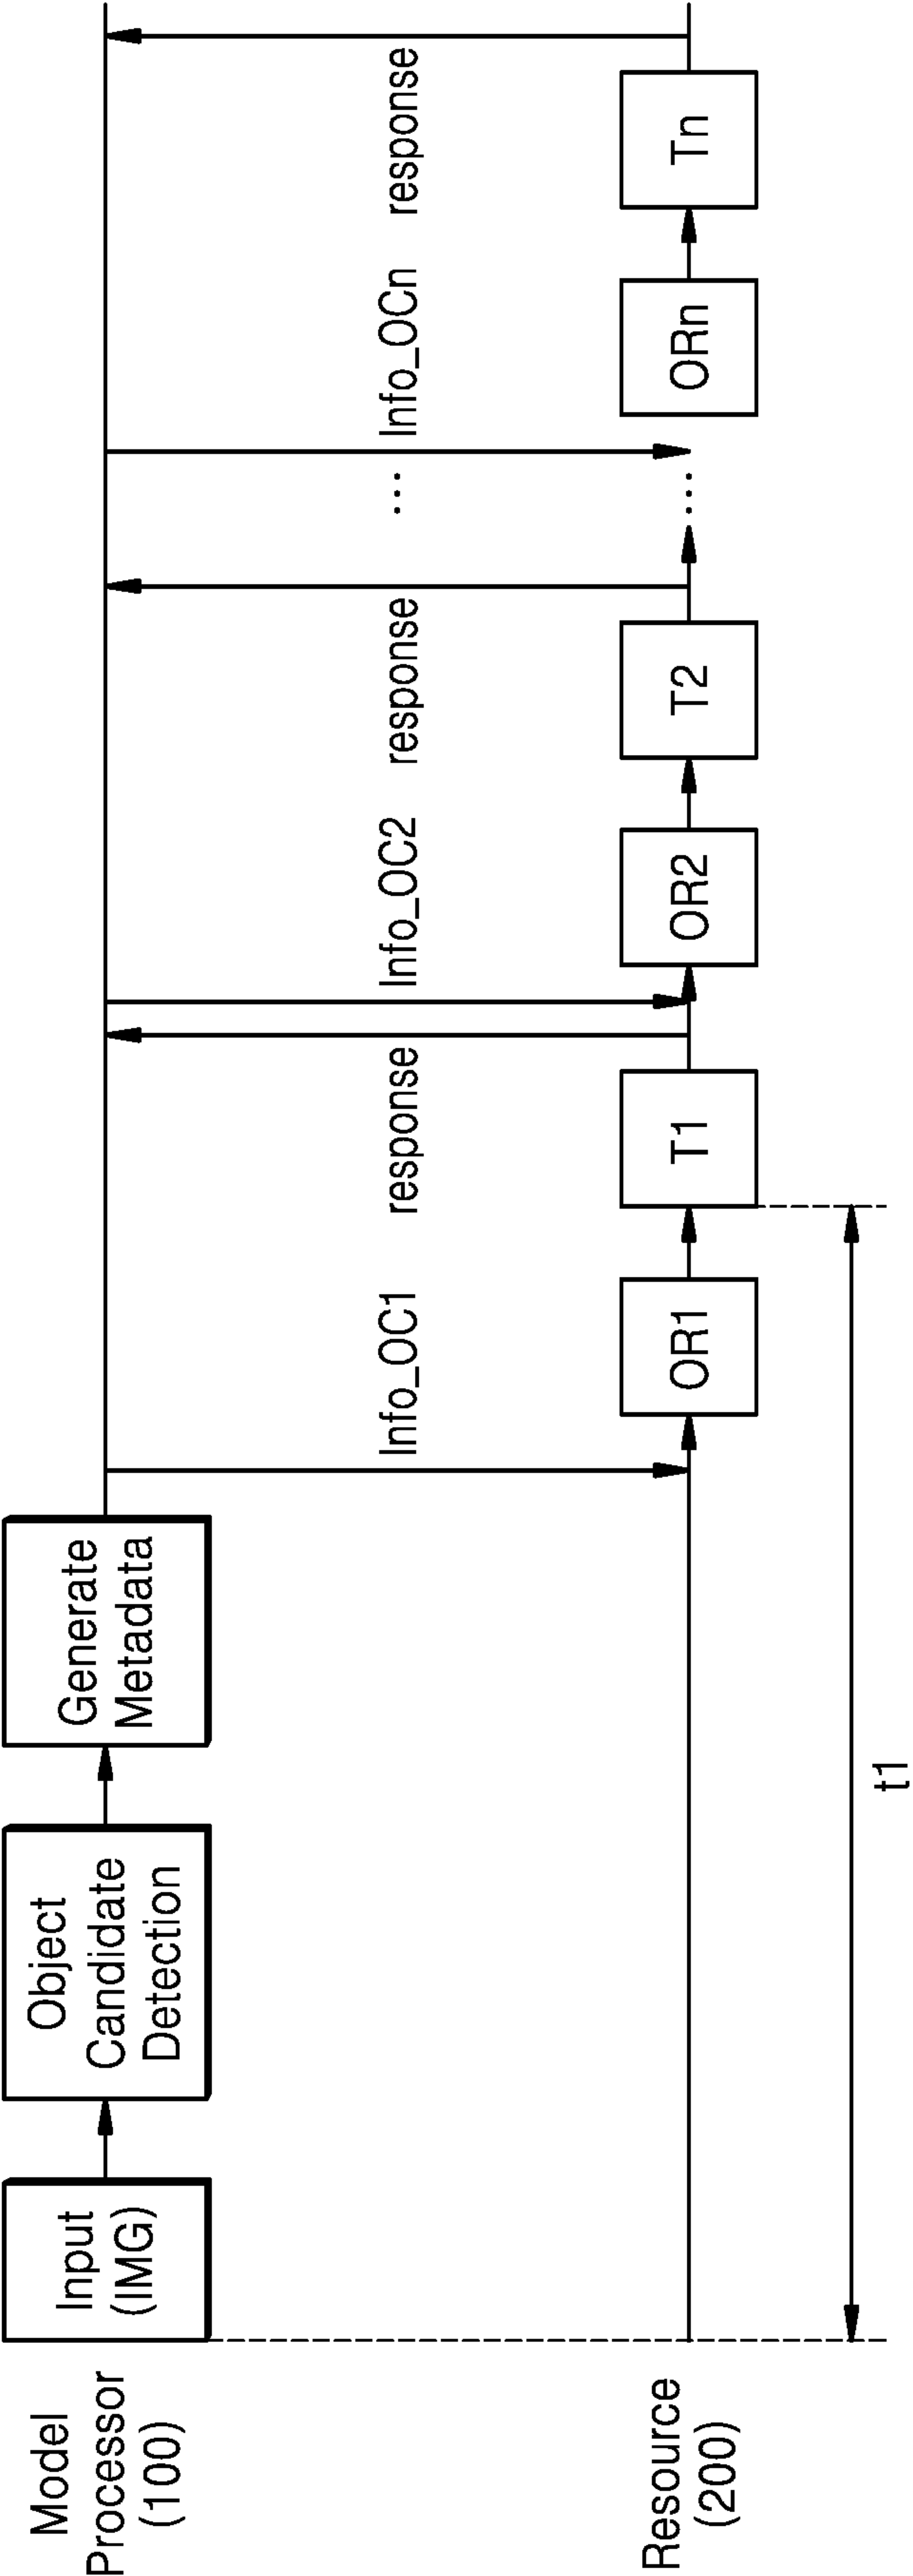 Model
Processor
(100)
Input
(IMG)
Object
Candidate
Detection
Generate
Metadata
Info_OC1
response
Info_OC2
response
...
Info_OCn
response
Resource
(200)
OR1
T1
OR2
T2
...
ORn
Tn
t1